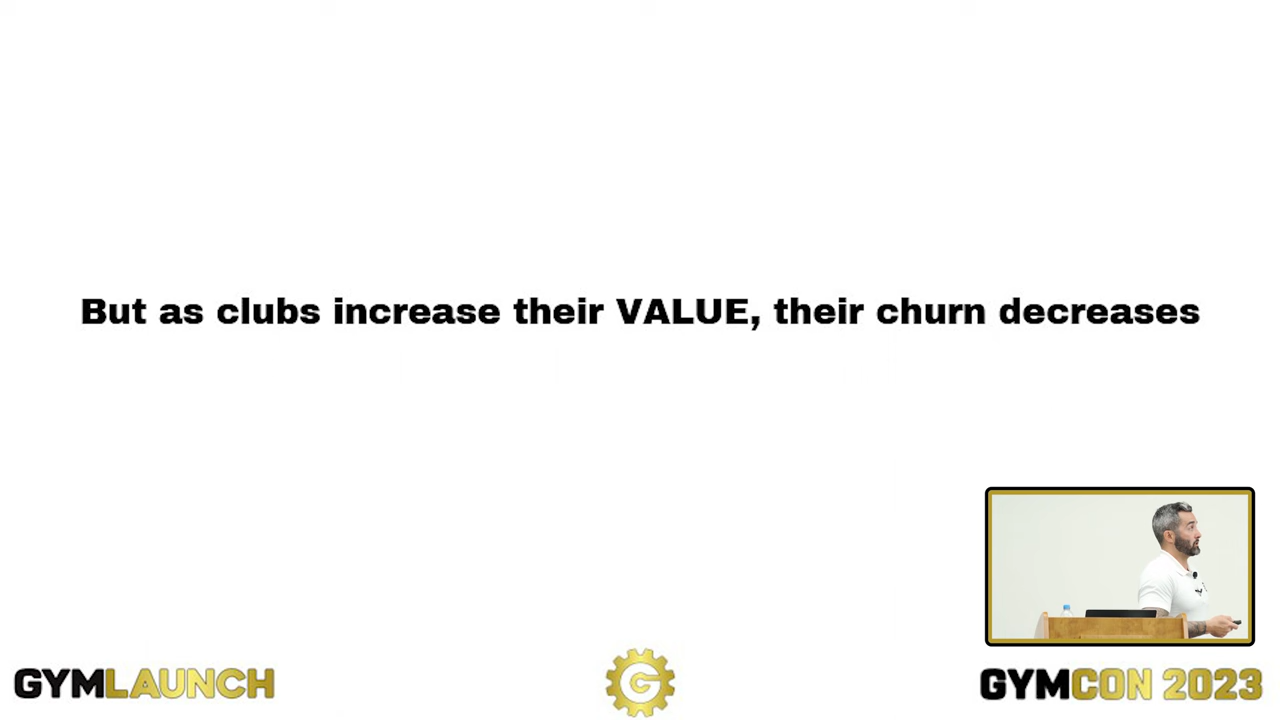 But as clubs increase their VALUE, their churn decreases
GYMLAUNCH
G
GYMCON 2023